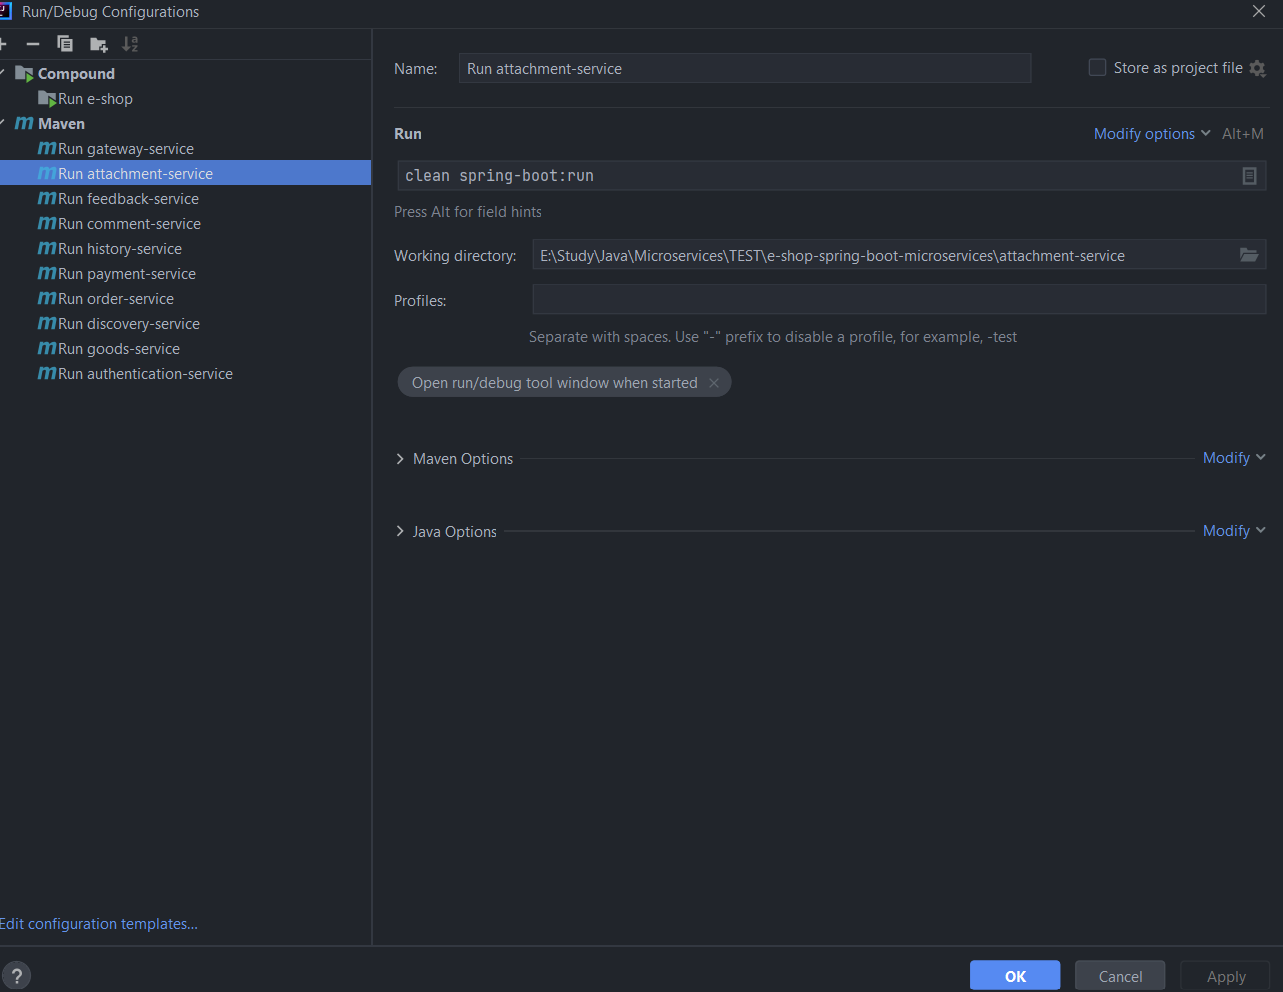 Run/Debug Configurations
Compound
Run e-shop
m Maven
m Run gateway-service
m Run attachment-service
m Run feedback-service
m Run comment-service
m Run history-service
m Run payment-service
m Run order-service
m Run discovery-service
m Run goods-service
m Run authentication-service
Edit configuration templates...
?
Name: Run attachment-service Store as project file
Run Modify options Alt+M
clean spring-boot:run
Press Alt for field hints
Working directory: E:\Study\Java\Microservices\TEST\e-shop-spring-boot-microservices\attachment-service
Profiles:
Separate with spaces. Use "-" prefix to disable a profile, for example, -test
Open run/debug tool window when started
Maven Options Modify
Java Options Modify
OK Cancel Apply